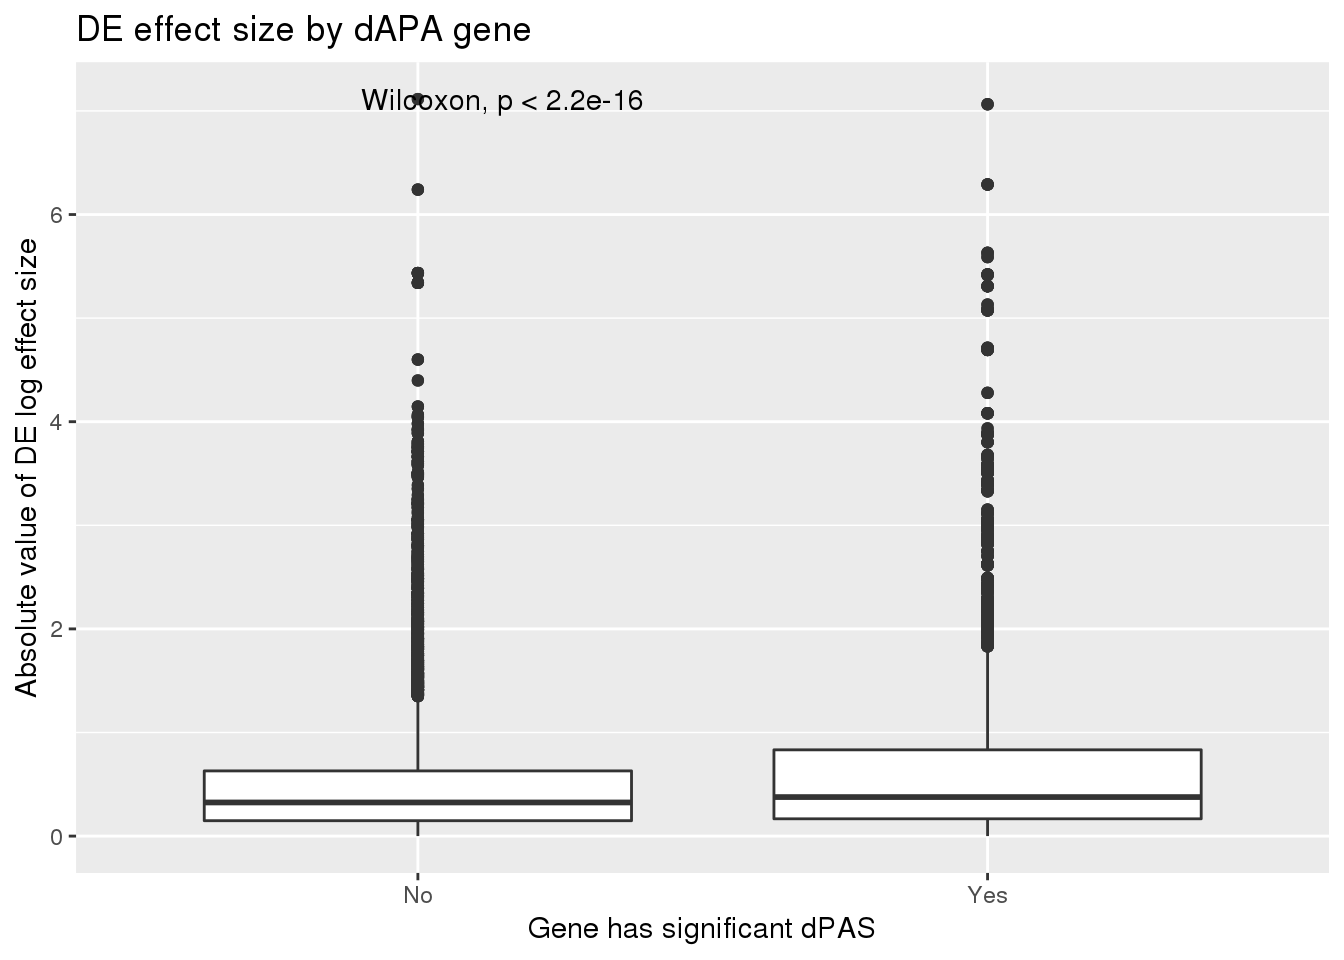 DE effect size by dAPA gene
Wilcoxon, p < 2.2e-16
Absolute value of DE log effect size
6
4
2
0
No
Yes
Gene has significant dPAS